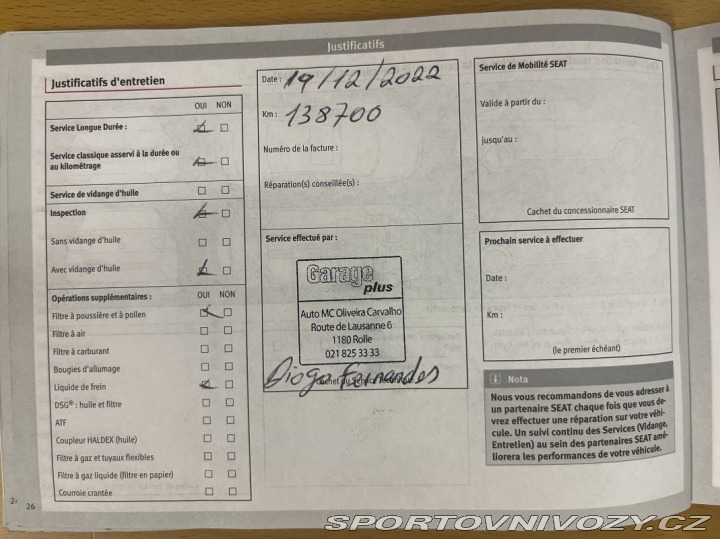 Justificatifs
Justificatifs d'entretien
OUI NON
Service Longue Durée :
Service classique asservi à la durée ou
au kilométrage
Service de vidange d'huile
Inspection
Sans vidange d'huile
Avec vidange d'huile
Opérations supplémentaires : OUI NON
Filtre à poussière et à pollen
Filtre à air
Filtre à carburant
Bougies d'allumage
Liquide de frein
DSG® : huile et filtre
ATF
Coupleur HALDEX (huile)
Filtre à gaz et tuyaux flexibles
Filtre à gaz liquide (filtre en papier)
Courroie crantée
26
Date : 19/12/2022
Km : 138700
Numéro de la facture :
Réparation(s) conseillée(s) :
Service effectué par :
Garage
plus
Auto MC Oliveira Carvalho
Route de Lausanne 6
1180 Rolle
021 825 33 33
Diogo Fernandes
Service de Mobilité SEAT
Valide à partir du :
jusqu'au :
Cachet du concessionnaire SEAT
Prochain service à effectuer
Date :
Km :
(le premier échéant)
i Nota
Nous vous recommandons de vous adresser à
un partenaire SEAT chaque fois que vous de-
vrez effectuer une réparation sur votre véhi-
cule. Un suivi continu des Services (Vidange,
Entretien) au sein des partenaires SEAT amé-
liorera les performances de votre véhicule.
SPORTOVNIVOZY.CZ